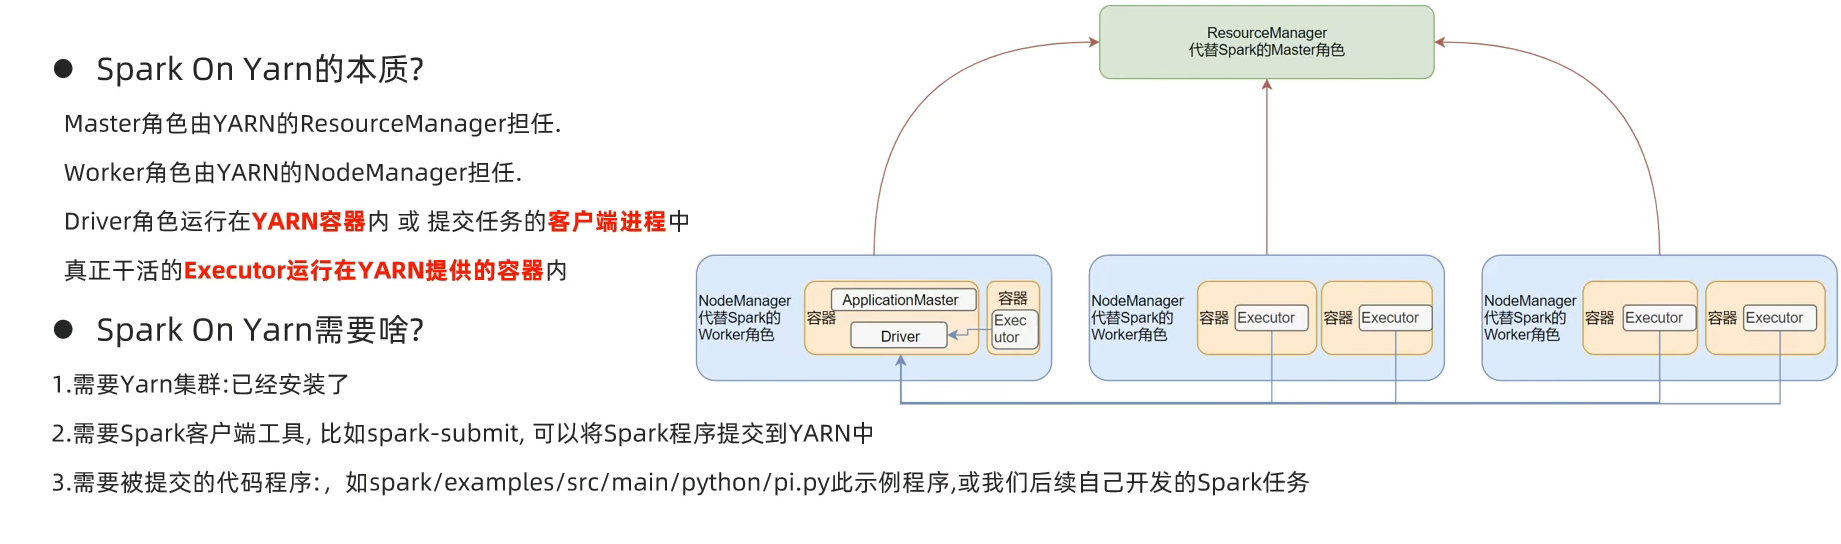 Spark On Yarn的本质?
Master角色由YARN的ResourceManager担任.
Worker角色由YARN的NodeManager担任.
Driver角色运行在YARN容器内 或 提交任务的客户端进程中
真正干活的Executor运行在YARN提供的容器内
Spark On Yarn需要啥?
1.需要Yarn集群:已经安装了
2.需要Spark客户端工具, 比如spark-submit, 可以将Spark程序提交到YARN中
3.需要被提交的代码程序:，如spark/examples/src/main/python/pi.py此示例程序,或我们后续自己开发的Spark任务
ResourceManager
代替Spark的Master角色
NodeManager
代替Spark的
Worker角色
容器
ApplicationMaster
Driver
容器
Exec
utor
NodeManager
代替Spark的
Worker角色
容器
Executor
容器
Executor
NodeManager
代替Spark的
Worker角色
容器
Executor
容器
Executor